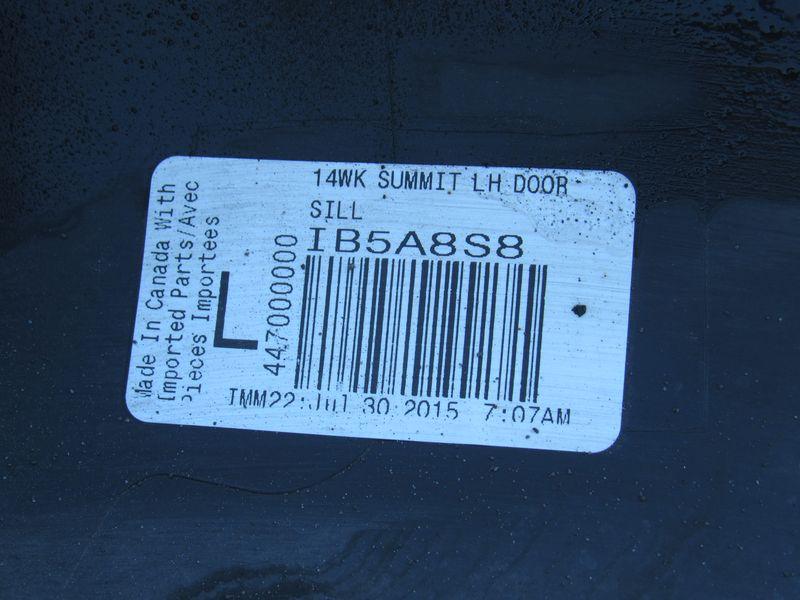 14WK SUMMIT LH DOOR
SILL
IB5A8S8
447000000
L
Made In Canada With
Imported Parts/Avec
Pieces Importees
IMM22:Jul 30 2015 7:07AM